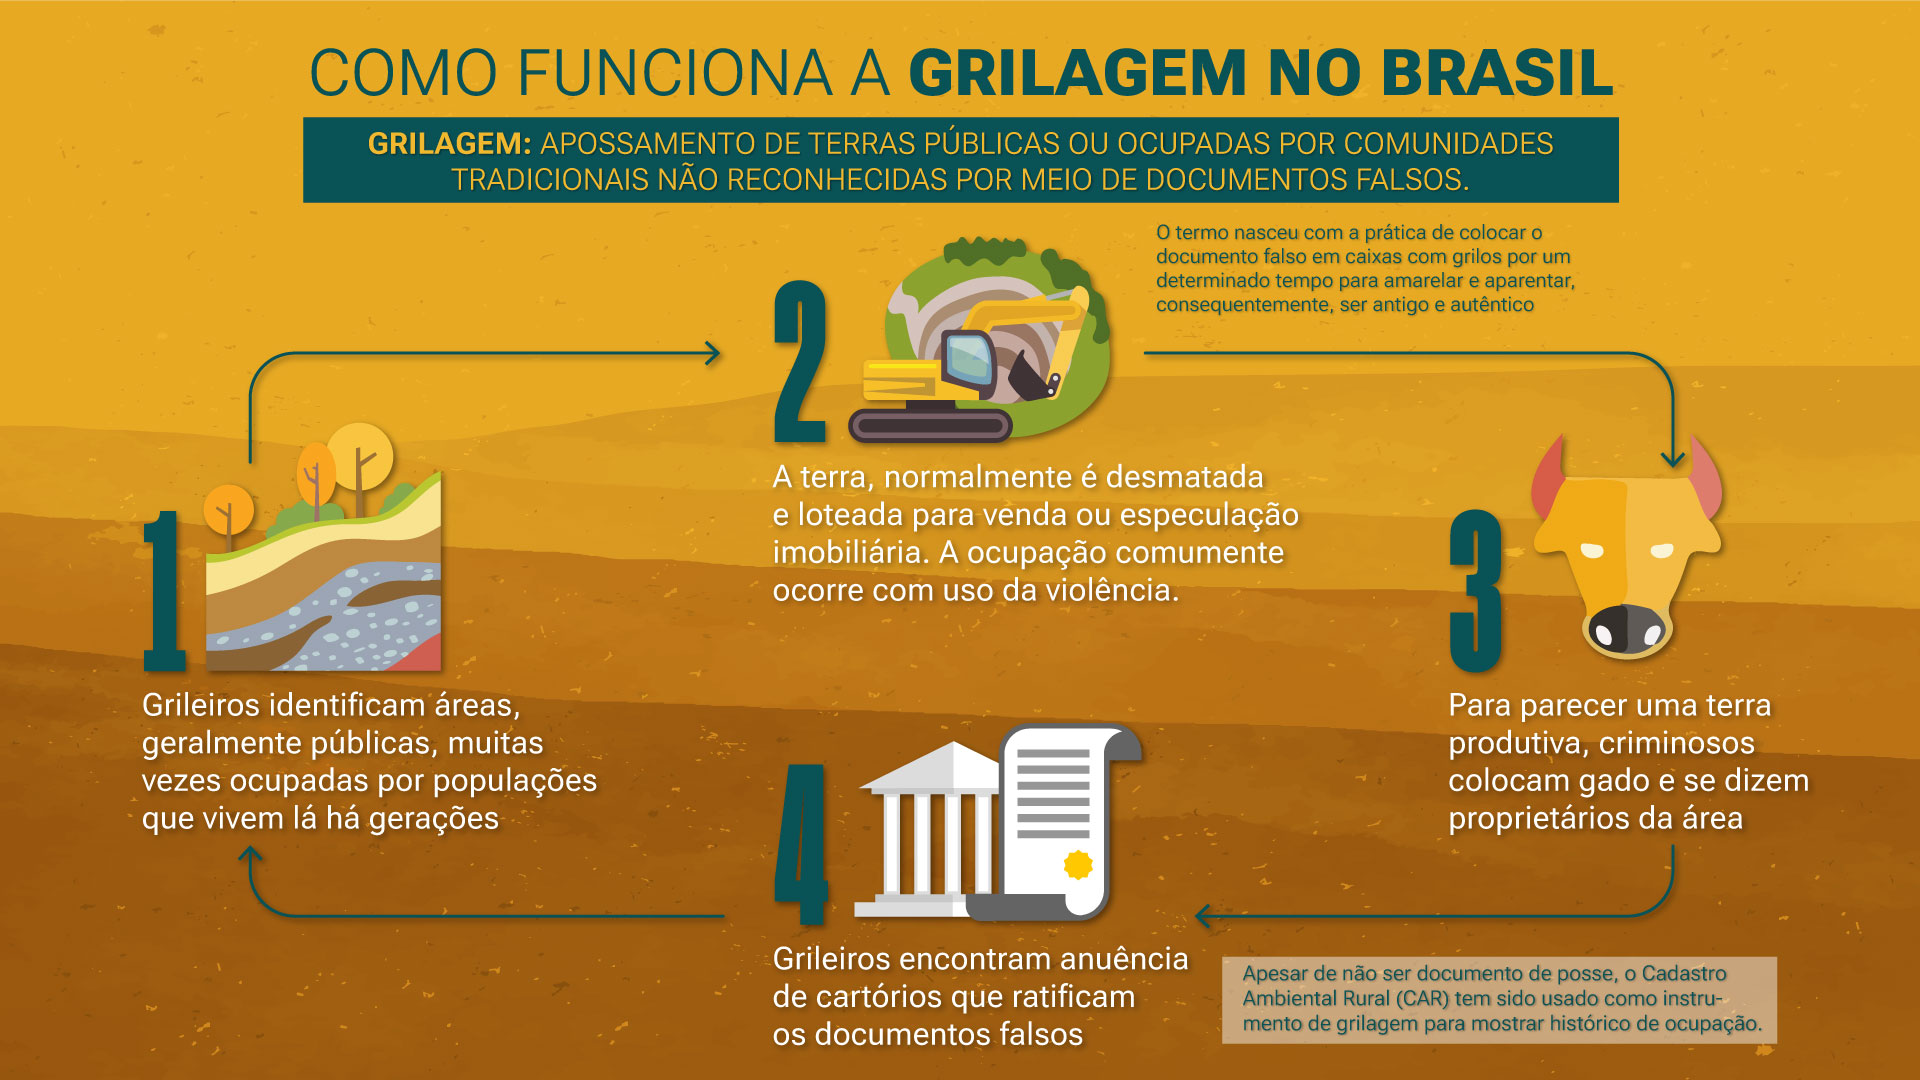 COMO FUNCIONA A GRILAGEM NO BRASIL
GRILAGEM: APOSSAMENTO DE TERRAS PÚBLICAS OU OCUPADAS POR COMUNIDADES
TRADICIONAIS NÃO RECONHECIDAS POR MEIO DE DOCUMENTOS FALSOS.
O termo nasceu com a prática de colocar o
documento falso em caixas com grilos por um
determinado tempo para amarelar e aparentar,
consequentemente, ser antigo e autêntico
1
Grileiros identificam áreas,
geralmente públicas, muitas
vezes ocupadas por populações
que vivem lá há gerações
2
A terra, normalmente é desmatada
e loteada para venda ou especulação
imobiliária. A ocupação comumente
ocorre com uso da violência.
3
Para parecer uma terra
produtiva, criminosos
colocam gado e se dizem
proprietários da área
4
Grileiros encontram anuência
de cartórios que ratificam
os documentos falsos
Apesar de não ser documento de posse, o Cadastro
Ambiental Rural (CAR) tem sido usado como instru-
mento de grilagem para mostrar histórico de ocupação.